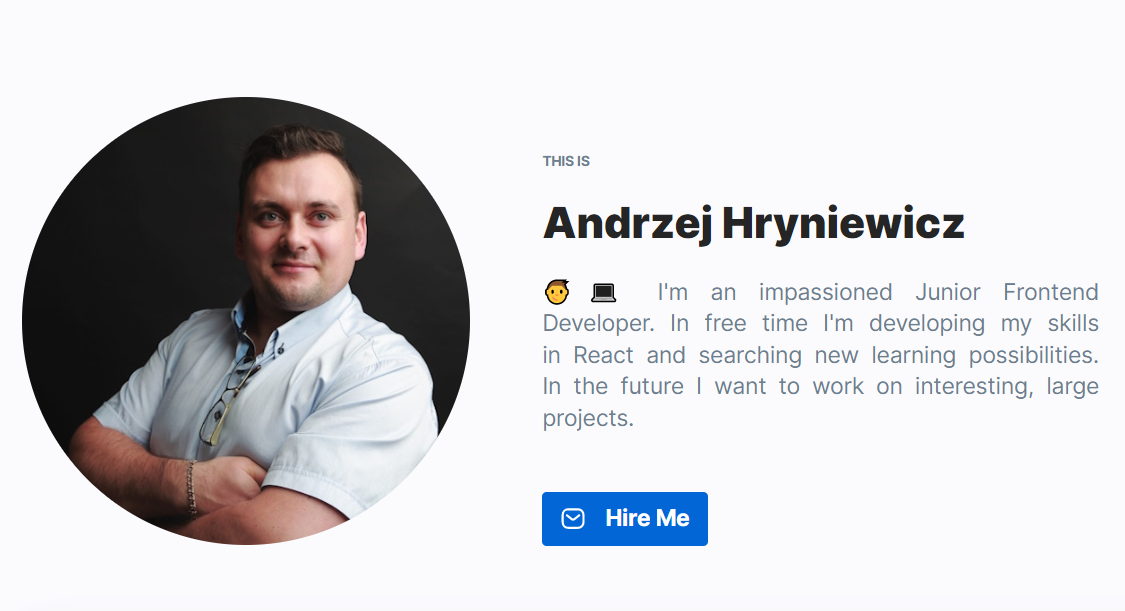 THIS IS
Andrzej Hryniewicz
🧑 💻 I'm an impassioned Junior Frontend
Developer. In free time I'm developing my skills
in React and searching new learning possibilities.
In the future I want to work on interesting, large
projects.
Hire Me